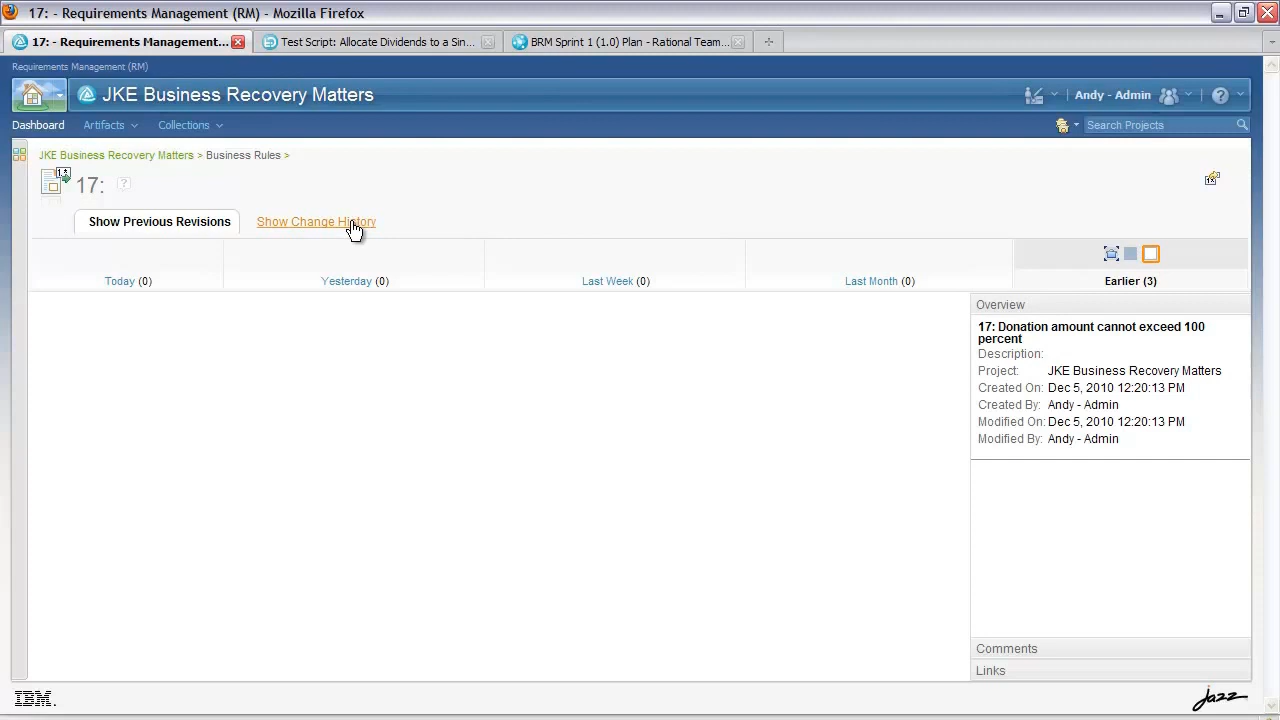 17: - Requirements Management (RM) - Mozilla Firefox
17: - Requirements Management...
Test Script: Allocate Dividends to a Sin...
BRM Sprint 1 (1.0) Plan - Rational Team...
Requirements Management (RM)
JKE Business Recovery Matters
Andy - Admin
Dashboard
Artifacts
Collections
Search Projects
JKE Business Recovery Matters > Business Rules >
17:
?
Show Previous Revisions
Show Change History
Today (0)
Yesterday (0)
Last Week (0)
Last Month (0)
Earlier (3)
Overview
17: Donation amount cannot exceed 100
percent
Description:
Project: JKE Business Recovery Matters
Created On: Dec 5, 2010 12:20:13 PM
Created By: Andy - Admin
Modified On: Dec 5, 2010 12:20:13 PM
Modified By: Andy - Admin
Comments
Links
IBM.
jazz